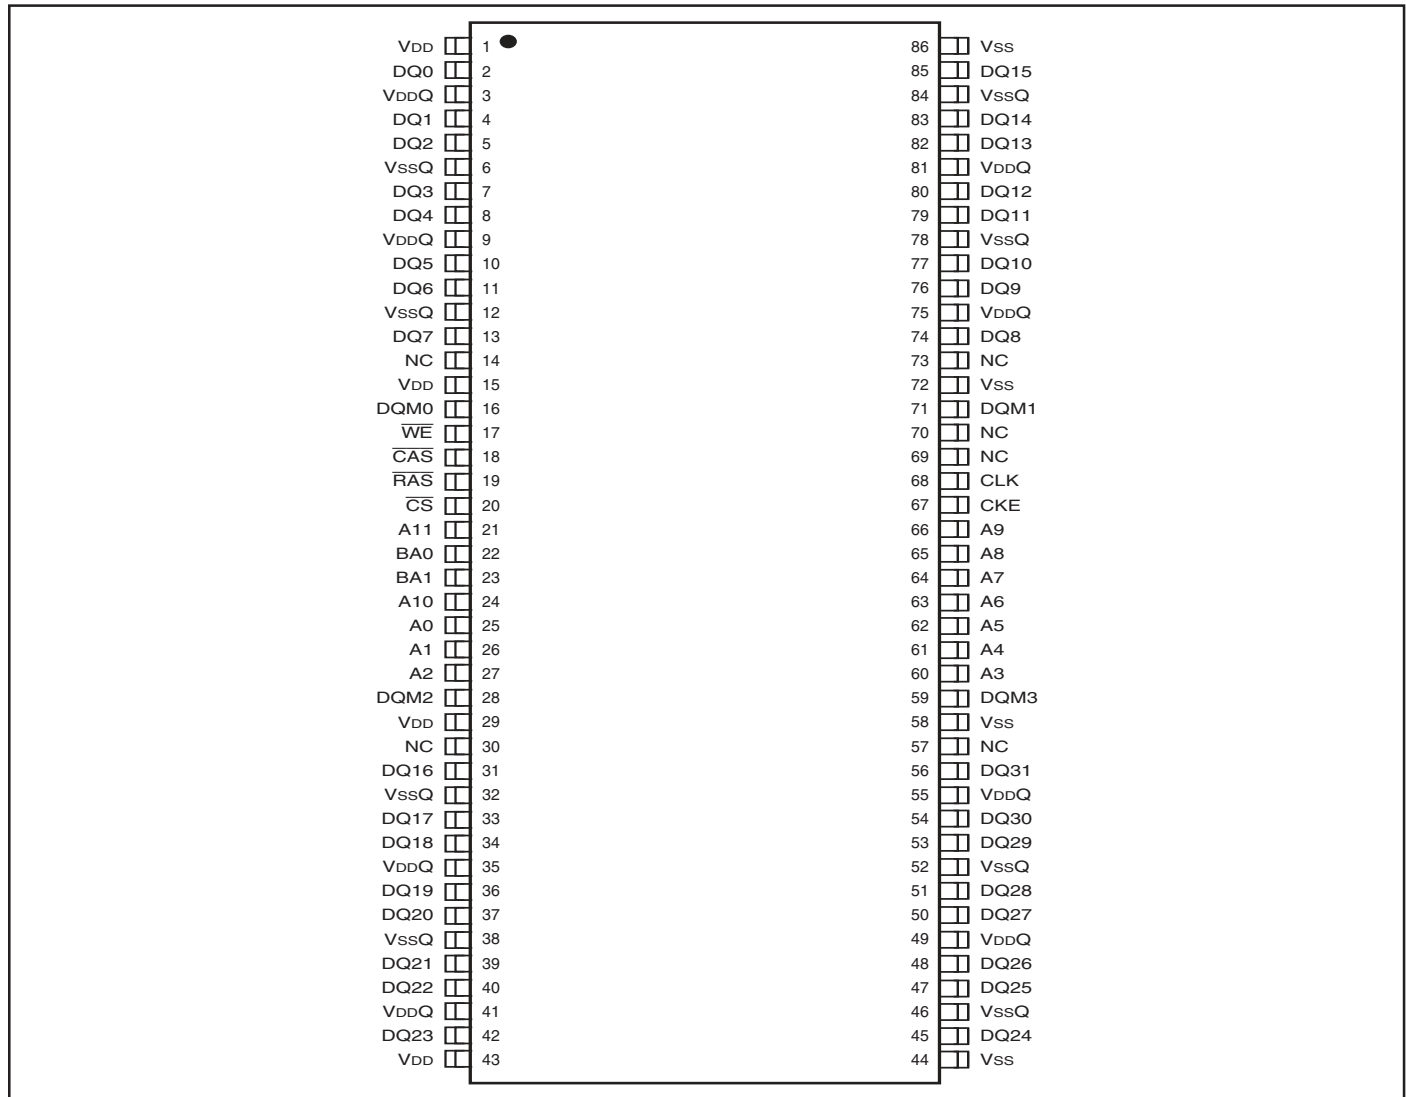 VDD 1 86 VSS
DQ0 2 85 DQ15
VDDQ 3 84 VSSQ
DQ1 4 83 DQ14
DQ2 5 82 DQ13
VSSQ 6 81 VDDQ
DQ3 7 80 DQ12
DQ4 8 79 DQ11
VDDQ 9 78 VSSQ
DQ5 10 77 DQ10
DQ6 11 76 DQ9
VSSQ 12 75 VDDQ
DQ7 13 74 DQ8
NC 14 73 NC
VDD 15 72 VSS
DQM0 16 71 DQM1
W̅E̅ 17 70 NC
C̅A̅S̅ 18 69 NC
R̅A̅S̅ 19 68 CLK
C̅S̅ 20 67 CKE
A11 21 66 A9
BA0 22 65 A8
BA1 23 64 A7
A10 24 63 A6
A0 25 62 A5
A1 26 61 A4
A2 27 60 A3
DQM2 28 59 DQM3
VDD 29 58 VSS
NC 30 57 NC
DQ16 31 56 DQ31
VSSQ 32 55 VDDQ
DQ17 33 54 DQ30
DQ18 34 53 DQ29
VDDQ 35 52 VSSQ
DQ19 36 51 DQ28
DQ20 37 50 DQ27
VSSQ 38 49 VDDQ
DQ21 39 48 DQ26
DQ22 40 47 DQ25
VDDQ 41 46 VSSQ
DQ23 42 45 DQ24
VDD 43 44 VSS